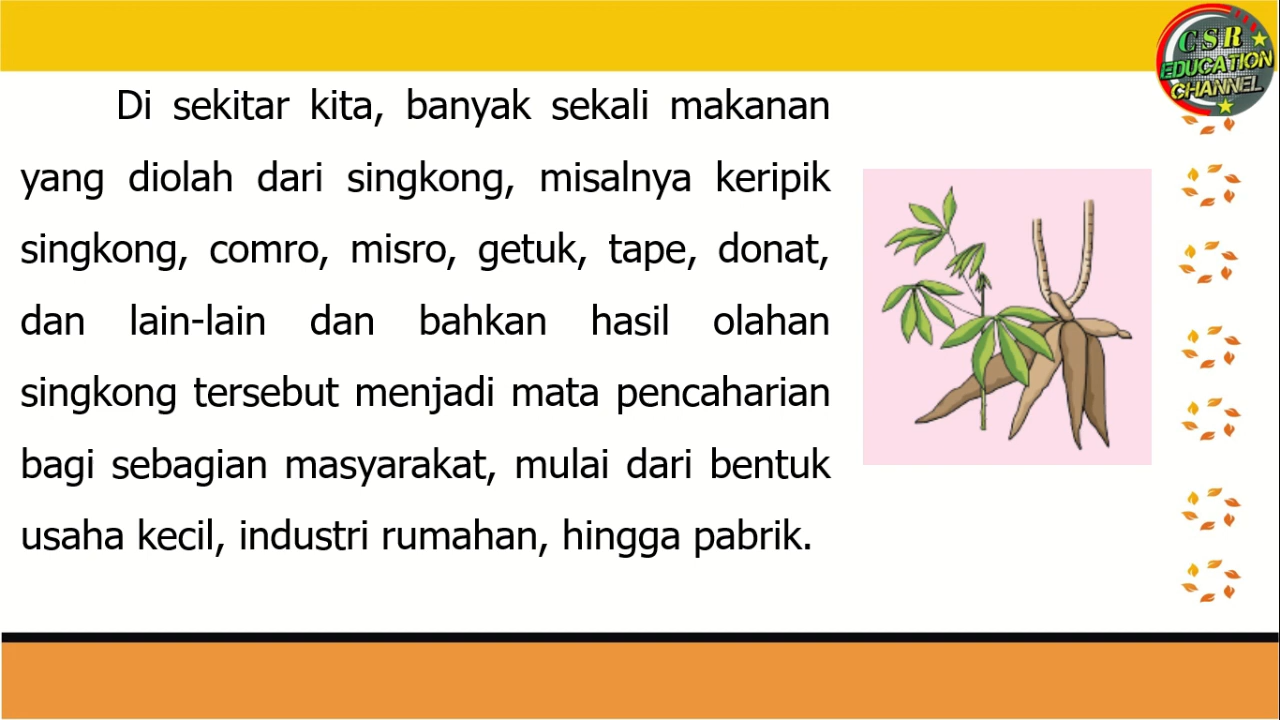 Di sekitar kita, banyak sekali makanan
yang diolah dari singkong, misalnya keripik
singkong, comro, misro, getuk, tape, donat,
dan lain-lain dan bahkan hasil olahan
singkong tersebut menjadi mata pencaharian
bagi sebagian masyarakat, mulai dari bentuk
usaha kecil, industri rumahan, hingga pabrik.
CSR
EDUCATION
CHANNEL